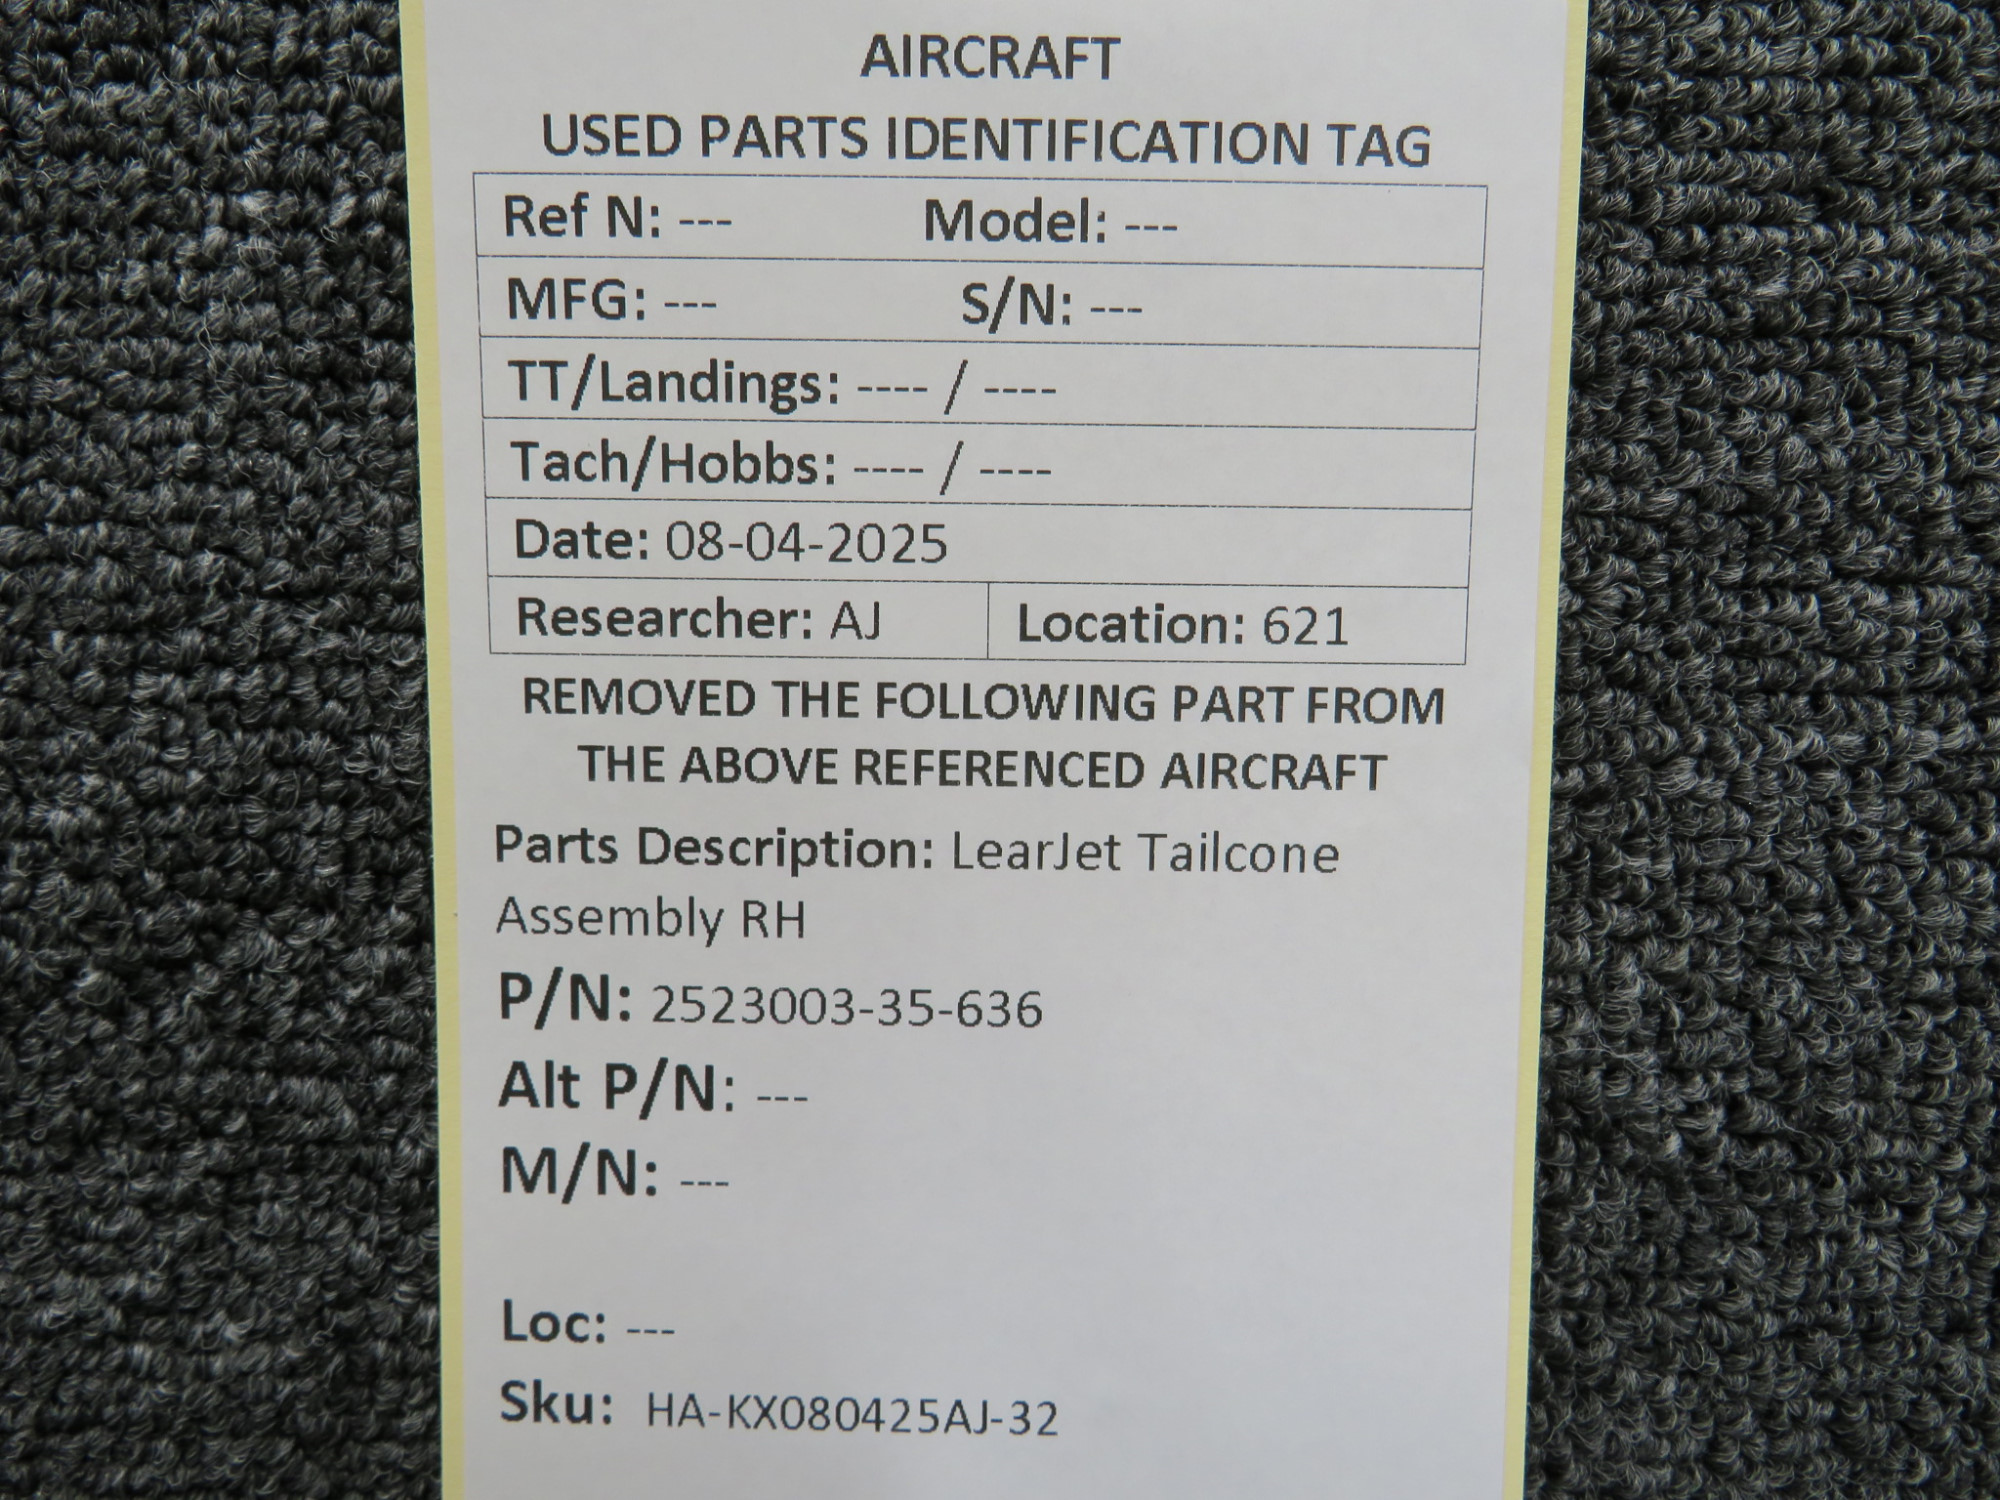 AIRCRAFT
USED PARTS IDENTIFICATION TAG
Ref N: --- Model: ---
MFG: --- S/N: ---
TT/Landings: ---- / ----
Tach/Hobbs: ---- / ----
Date: 08-04-2025
Researcher: AJ Location: 621
REMOVED THE FOLLOWING PART FROM
THE ABOVE REFERENCED AIRCRAFT
Parts Description: LearJet Tailcone
Assembly RH
P/N: 2523003-35-636
Alt P/N: ---
M/N: ---
Loc: ---
Sku: HA-KX080425AJ-32